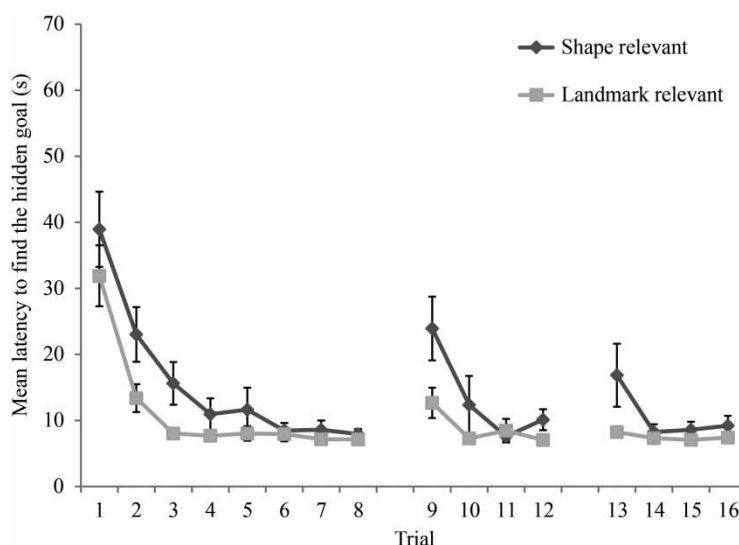 70
60
50
40
30
20
10
0
Mean latency to find the hidden goal (s)
Shape relevant
Landmark relevant
1 2 3 4 5 6 7 8 9 10 11 12 13 14 15 16
Trial